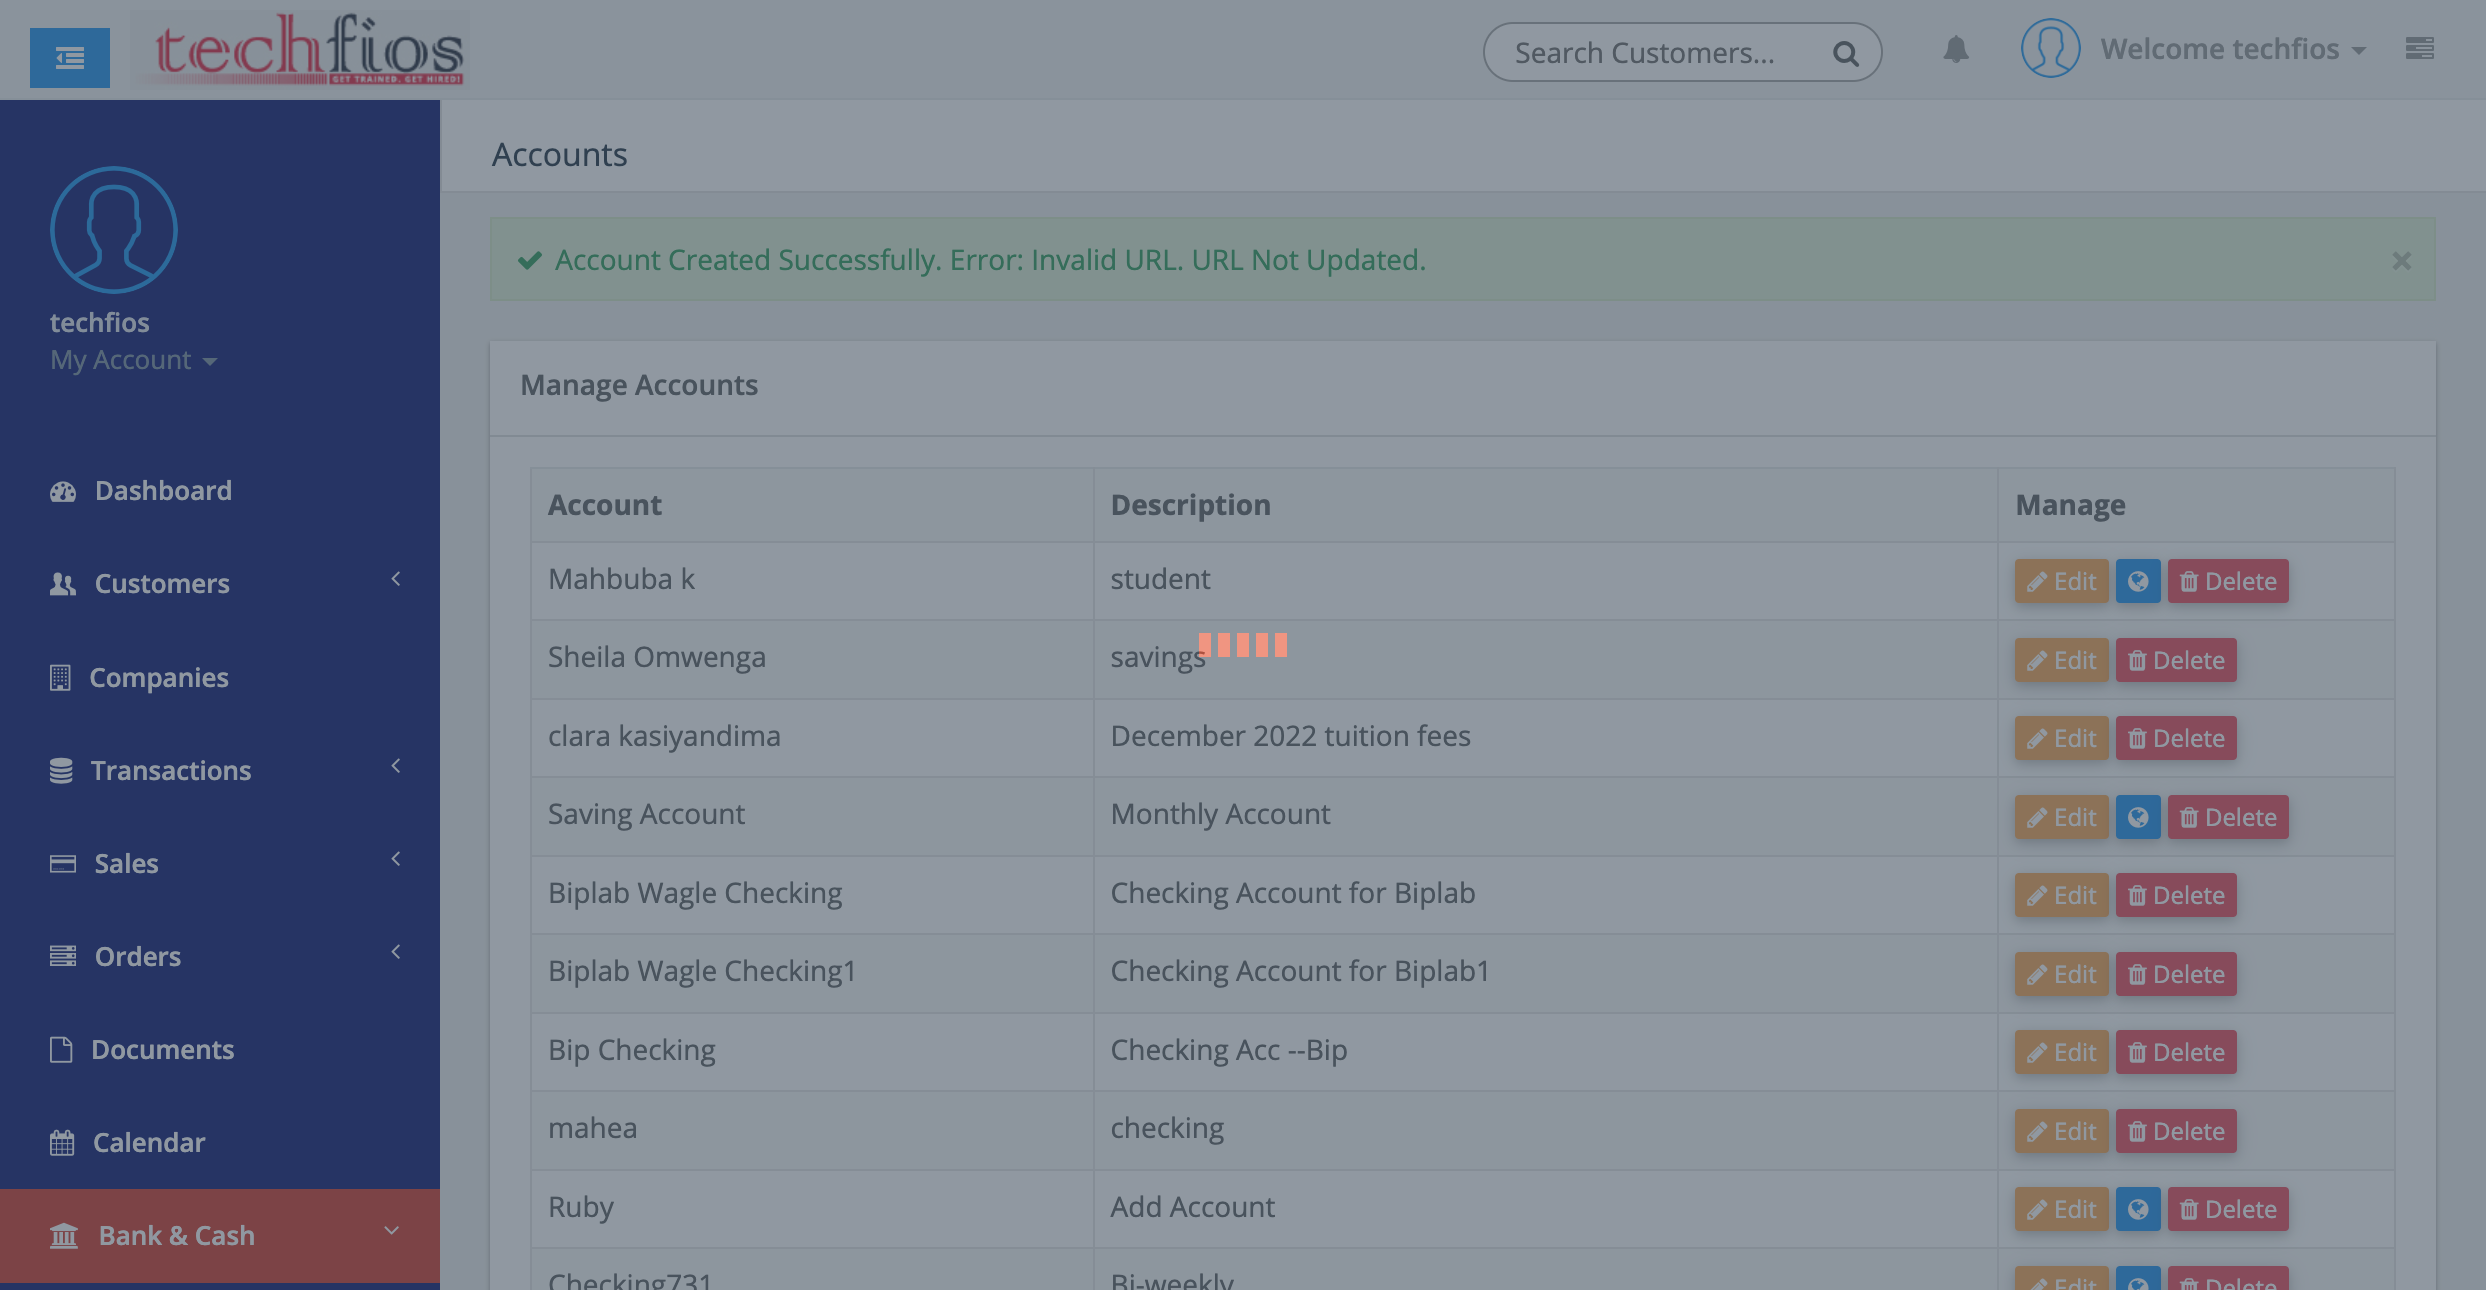 techfios
GET TRAINED. GET HIRED!
Search Customers...
Welcome techfios
techfios
My Account
Dashboard
Customers
Companies
Transactions
Sales
Orders
Documents
Calendar
Bank & Cash
Accounts
Account Created Successfully. Error: Invalid URL. URL Not Updated.
×
Manage Accounts
Account Description Manage
Mahbuba k student Edit Delete
Sheila Omwenga savings Edit Delete
clara kasiyandima December 2022 tuition fees Edit Delete
Saving Account Monthly Account Edit Delete
Biplab Wagle Checking Checking Account for Biplab Edit Delete
Biplab Wagle Checking1 Checking Account for Biplab1 Edit Delete
Bip Checking Checking Acc --Bip Edit Delete
mahea checking Edit Delete
Ruby Add Account Edit Delete
Checking731 Bi-weekly Edit Delete